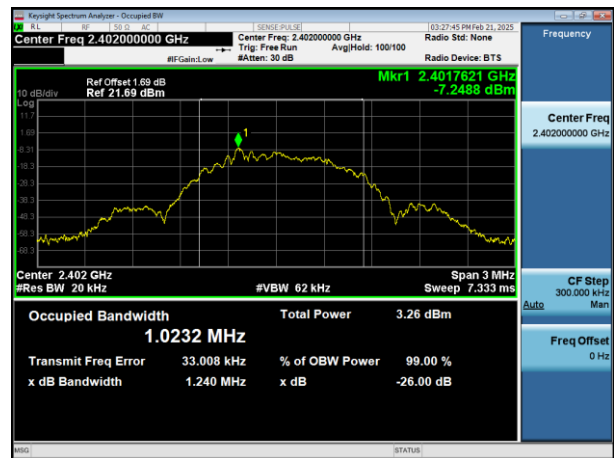 Keysight Spectrum Analyzer - Occupied BW
RL RF 50 Ω AC SENSE:PULSE 03:27:45 PM Feb 21, 2025
Center Freq 2.402000000 GHz Center Freq: 2.402000000 GHz Radio Std: None
Trig: Free Run Avg|Hold: 100/100
#IFGain:Low #Atten: 30 dB Radio Device: BTS
Frequency
Ref Offset 1.69 dB Mkr1 2.4017621 GHz
10 dB/div Ref 21.69 dBm -7.2488 dBm
Log
11.7
1.69
-8.31
-18.3
-28.3
-38.3
-48.3
-58.3
-68.3
1
Center 2.402 GHz Span 3 MHz
#Res BW 20 kHz #VBW 62 kHz Sweep 7.333 ms
Occupied Bandwidth Total Power 3.26 dBm
1.0232 MHz
Transmit Freq Error 33.008 kHz % of OBW Power 99.00 %
x dB Bandwidth 1.240 MHz x dB -26.00 dB
Center Freq
2.402000000 GHz
CF Step
300.000 kHz
Auto Man
Freq Offset
0 Hz
MSG STATUS